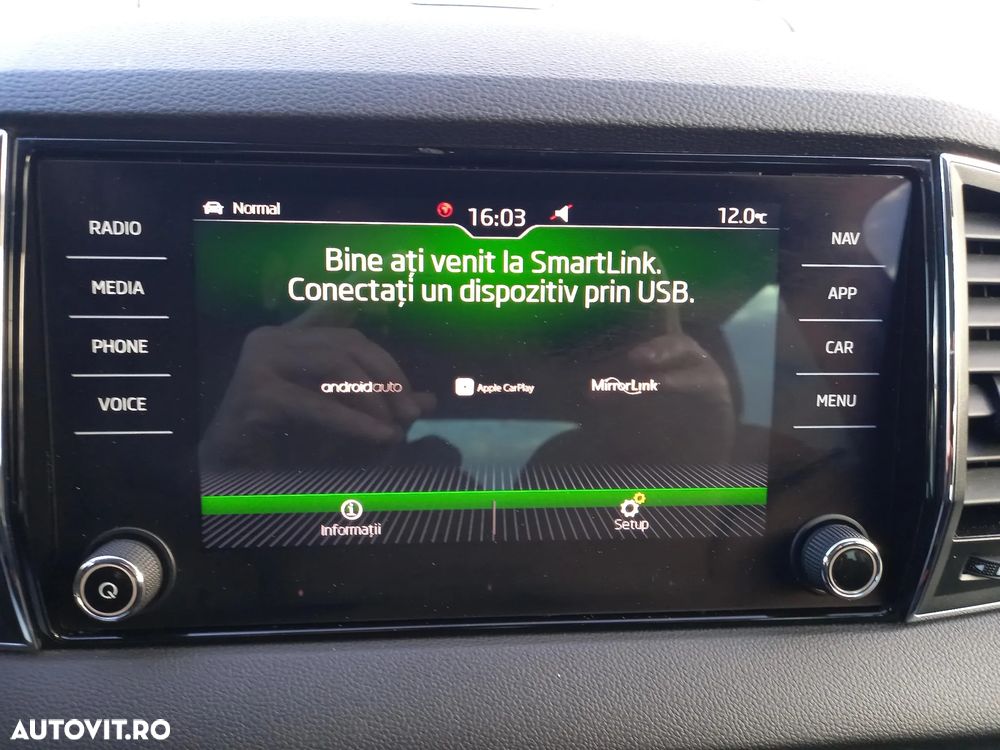 Normal
16:03
12.0°C
RADIO
MEDIA
PHONE
VOICE
Bine ați venit la SmartLink.
Conectați un dispozitiv prin USB.
androidauto
Apple CarPlay
MirrorLink
Informații
Setup
NAV
APP
CAR
MENU
AUTOVIT.RO